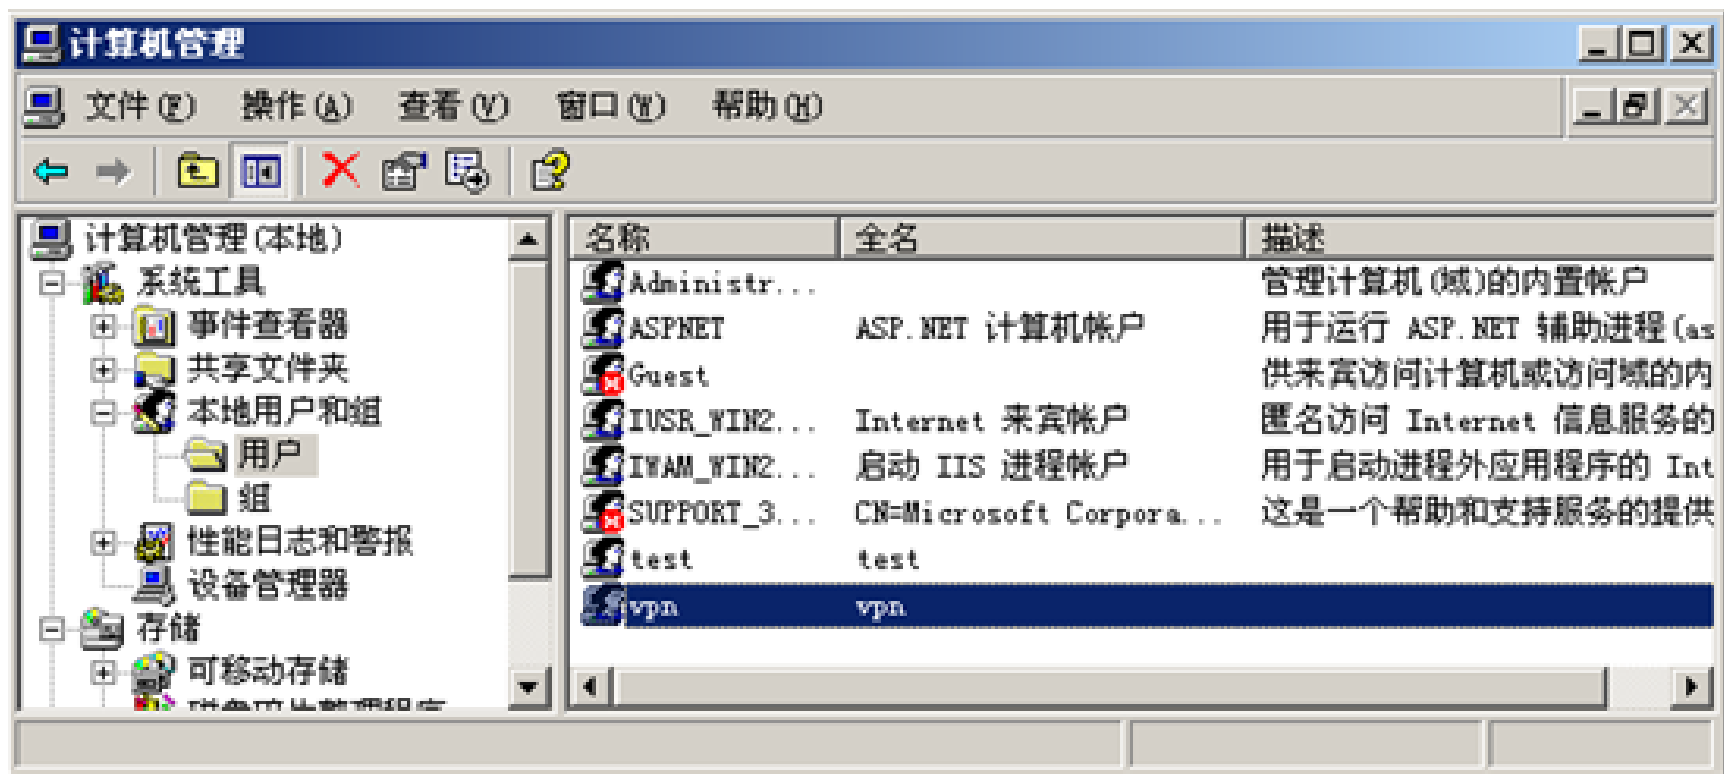 计算机管理
文件(F) 操作(A) 查看(V) 窗口(W) 帮助(H)
计算机管理(本地)
系统工具
事件查看器
共享文件夹
本地用户和组
用户
组
性能日志和警报
设备管理器
存储
可移动存储
磁盘碎片整理程序
名称 全名 描述
Administr... 管理计算机(域)的内置帐户
ASPNET ASP.NET 计算机帐户 用于运行 ASP.NET 辅助进程(as
Guest 供来宾访问计算机或访问域的内
IUSR_WIN2... Internet 来宾帐户 匿名访问 Internet 信息服务的
IWAM_WIN2... 启动 IIS 进程帐户 用于启动进程外应用程序的 Int
SUPPORT_3... CN=Microsoft Corpora... 这是一个帮助和支持服务的提供
test test
vpn vpn